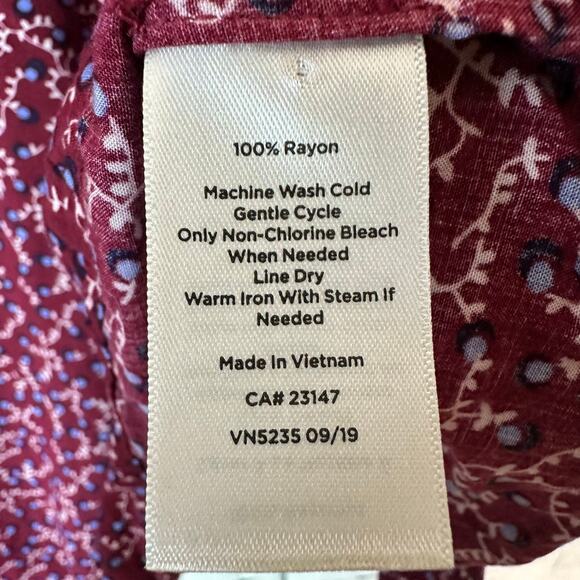 100% Rayon
Machine Wash Cold
Gentle Cycle
Only Non-Chlorine Bleach
When Needed
Line Dry
Warm Iron With Steam If
Needed
Made In Vietnam
CA# 23147
VN5235 09/19